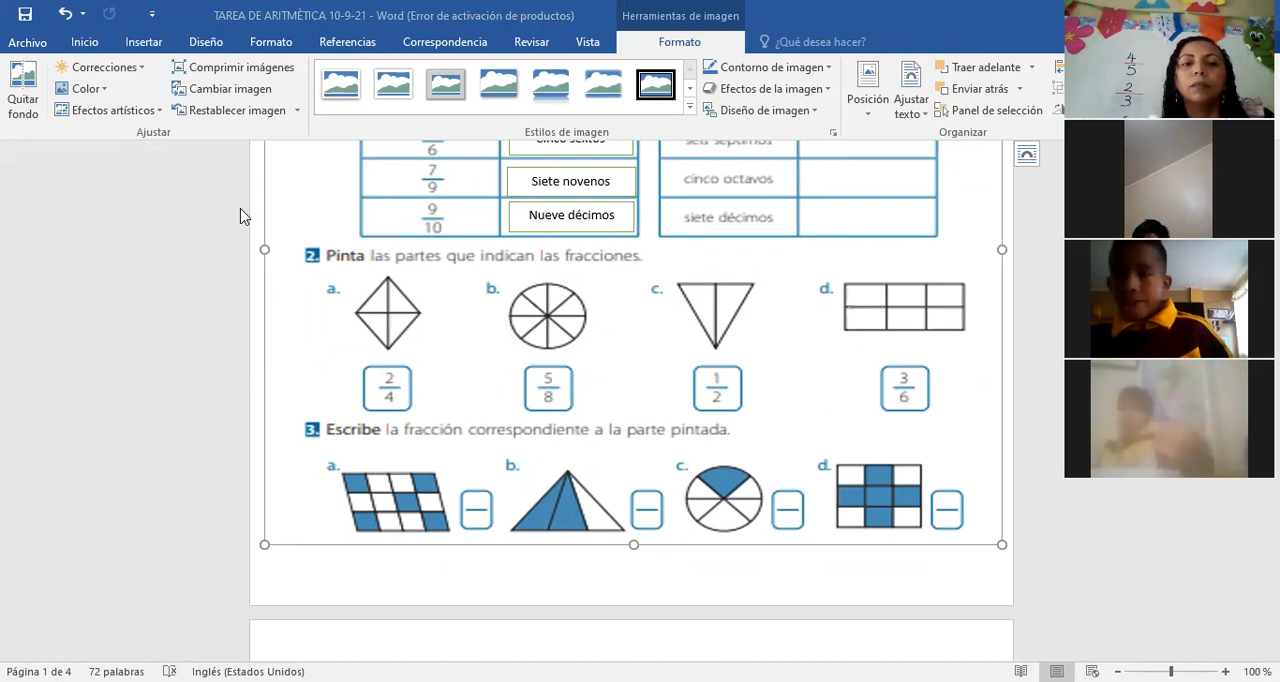 TAREA DE ARITMÈTICA 10-9-21 - Word (Error de activación de productos)
Herramientas de imagen
Archivo Inicio Insertar Diseño Formato Referencias Correspondencia Revisar Vista Formato ¿Qué desea hacer?
Quitar fondo
Correcciones
Color
Efectos artísticos
Comprimir imágenes
Cambiar imagen
Restablecer imagen
Ajustar
Estilos de imagen
Contorno de imagen
Efectos de la imagen
Diseño de imagen
Posición
Ajustar texto
Traer adelante
Enviar atrás
Panel de selección
Organizar
4/5
2/3
6 Cinco sextos seis séptimos
7/9 Siete novenos cinco octavos
9/10 Nueve décimos siete décimos
2. Pinta las partes que indican las fracciones.
a. b. c. d.
2/4 5/8 1/2 3/6
3. Escribe la fracción correspondiente a la parte pintada.
a. b. c. d.
Página 1 de 4 72 palabras Inglés (Estados Unidos) 100 %